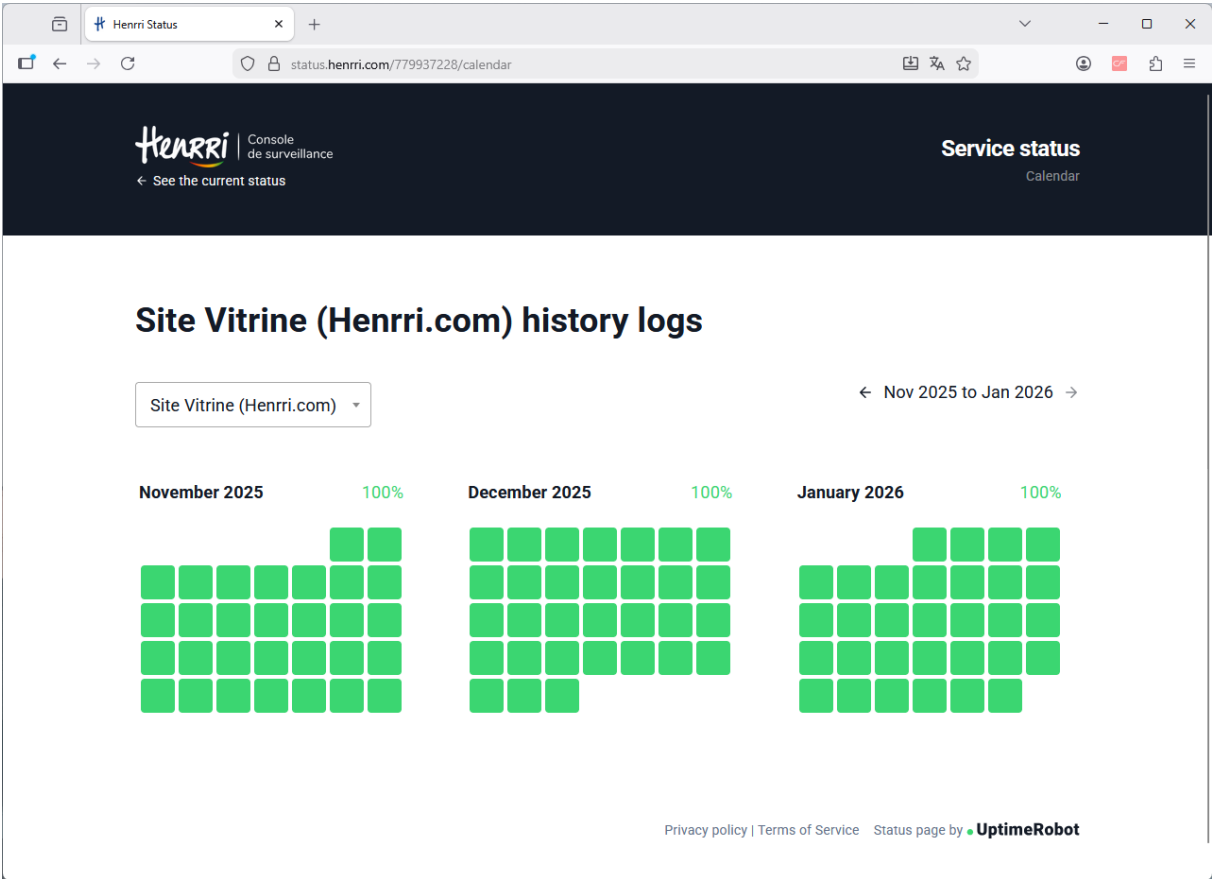 Henrri Status
status.henrri.com/779937228/calendar
Henrri
Console
de surveillance
← See the current status
Service status
Calendar
Site Vitrine (Henrri.com) history logs
Site Vitrine (Henrri.com)
← Nov 2025 to Jan 2026 →
November 2025 100%
December 2025 100%
January 2026 100%
Privacy policy | Terms of Service Status page by UptimeRobot